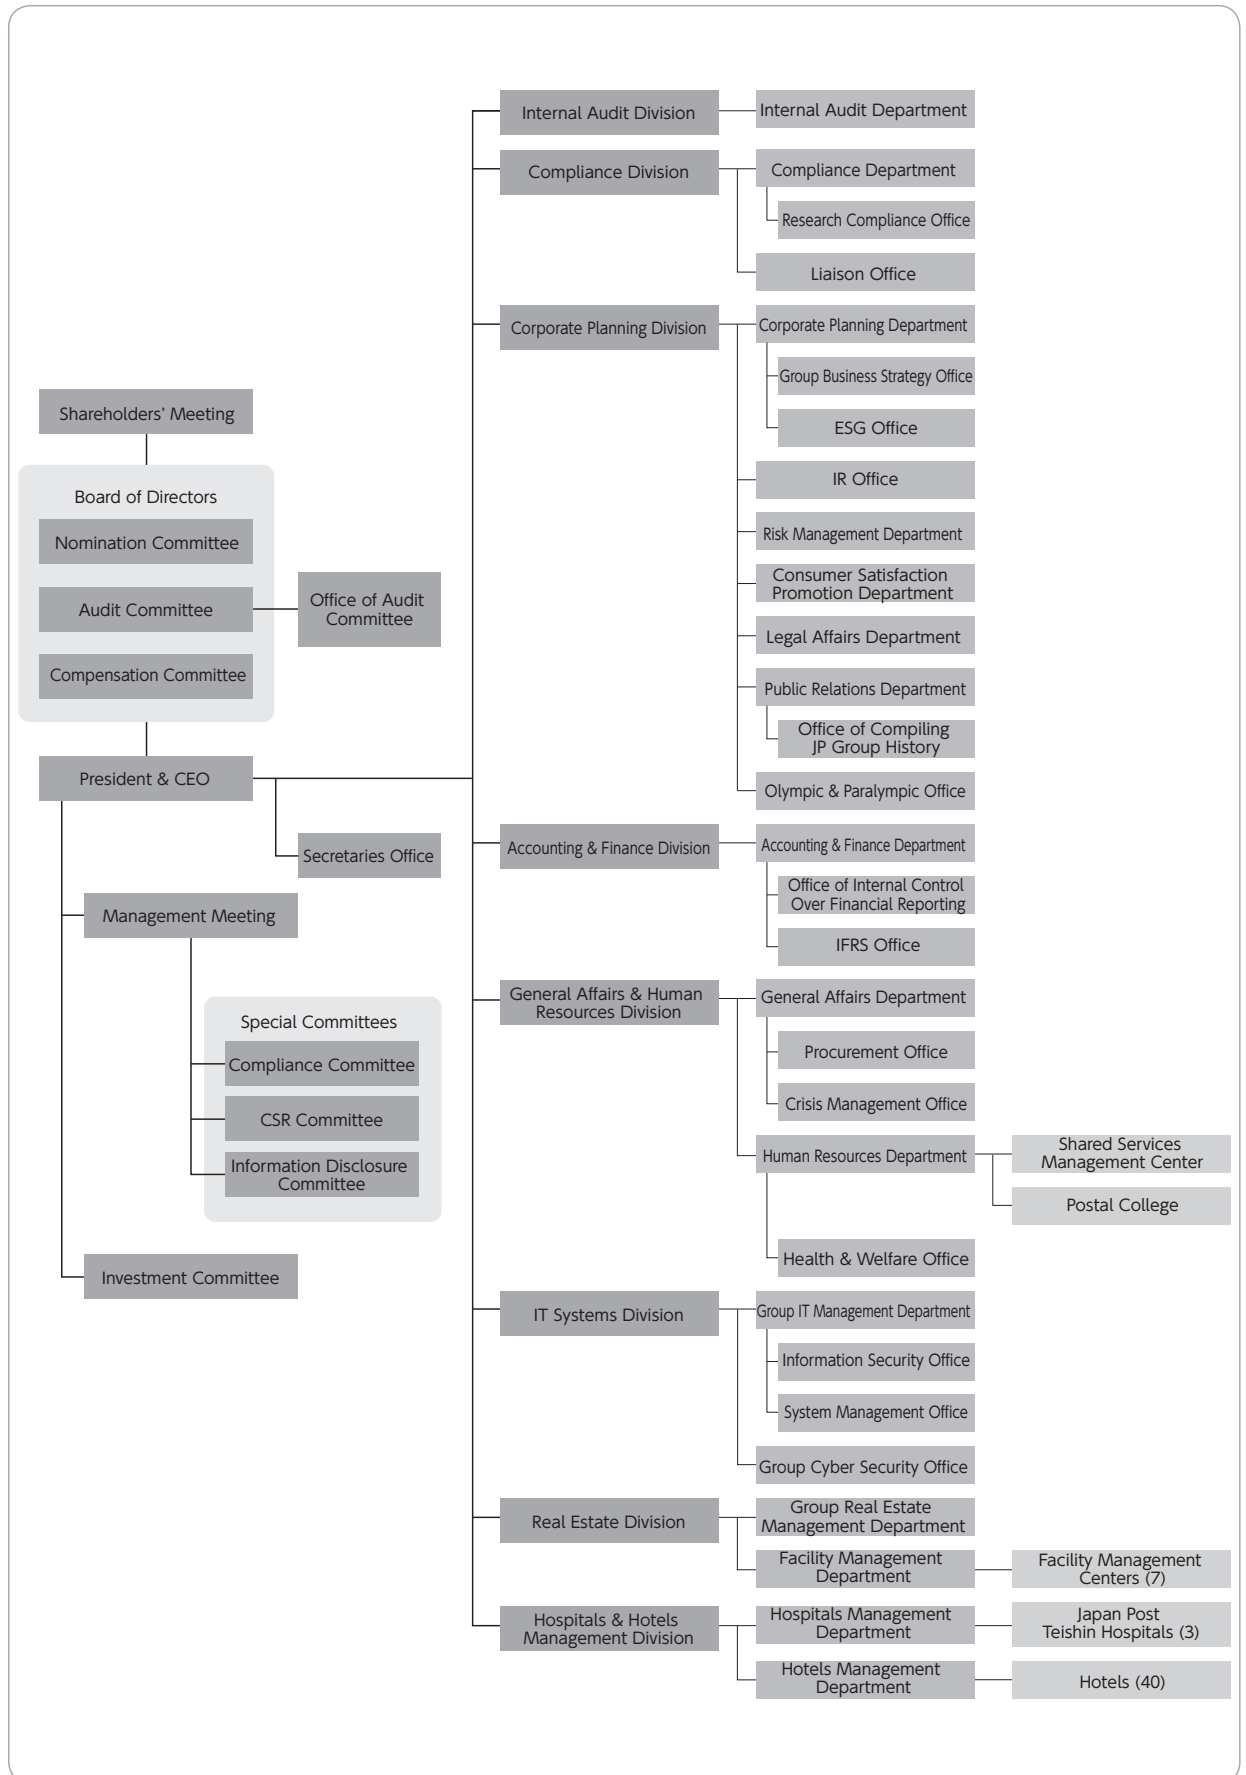 Shareholders’ Meeting
Board of Directors
Nomination Committee
Audit Committee
Compensation Committee
Office of Audit
Committee
President & CEO
Secretaries Office
Management Meeting
Special Committees
Compliance Committee
CSR Committee
Information Disclosure
Committee
Investment Committee
Internal Audit Division
Internal Audit Department
Compliance Division
Compliance Department
Research Compliance Office
Liaison Office
Corporate Planning Division
Corporate Planning Department
Group Business Strategy Office
ESG Office
IR Office
Risk Management Department
Consumer Satisfaction
Promotion Department
Legal Affairs Department
Public Relations Department
Office of Compiling
JP Group History
Olympic & Paralympic Office
Accounting & Finance Division
Accounting & Finance Department
Office of Internal Control
Over Financial Reporting
IFRS Office
General Affairs & Human
Resources Division
General Affairs Department
Procurement Office
Crisis Management Office
Human Resources Department
Shared Services
Management Center
Postal College
Health & Welfare Office
IT Systems Division
Group IT Management Department
Information Security Office
System Management Office
Group Cyber Security Office
Real Estate Division
Group Real Estate
Management Department
Facility Management
Department
Facility Management
Centers (7)
Hospitals & Hotels
Management Division
Hospitals Management
Department
Japan Post
Teishin Hospitals (3)
Hotels Management
Department
Hotels (40)